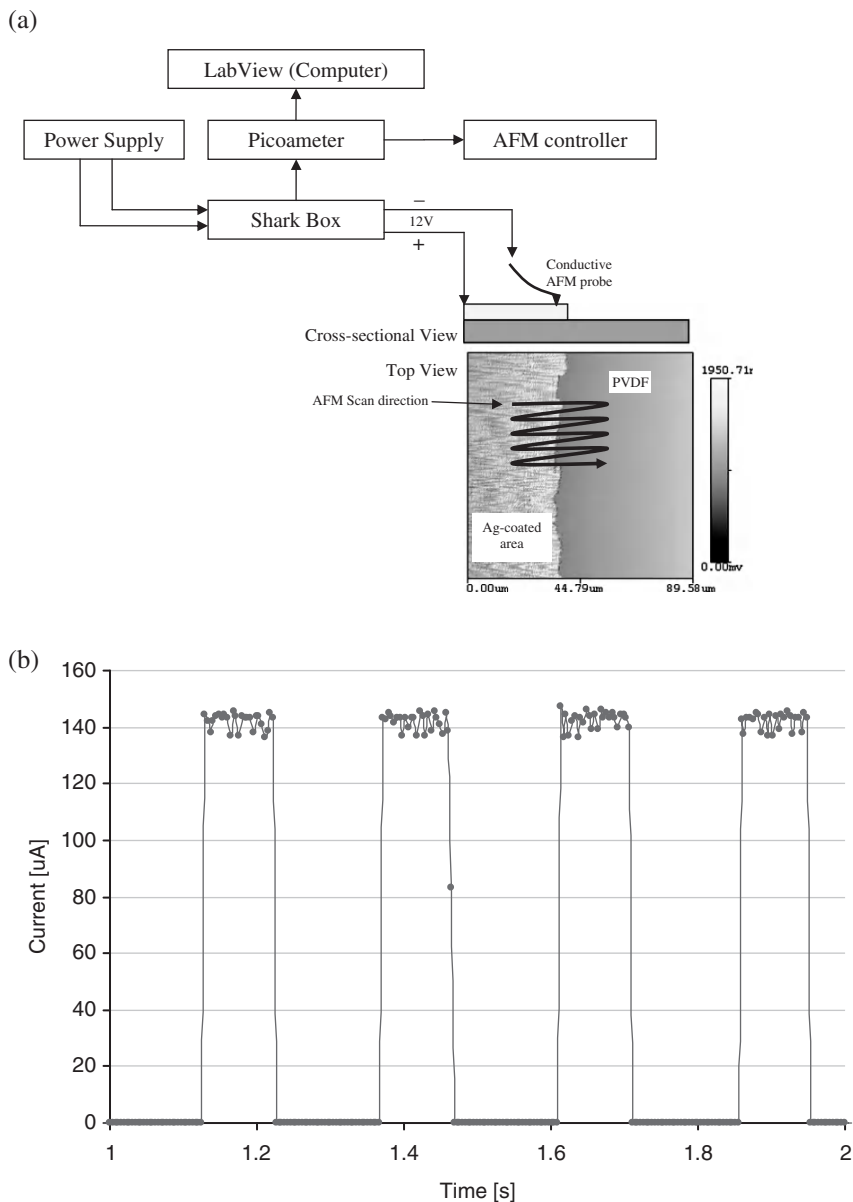 (a)
LabView (Computer)
Power Supply
Picoameter
AFM controller
Shark Box
−
12V
+
Conductive
AFM probe
Cross-sectional View
Top View
PVDF
AFM Scan direction
Ag-coated
area
1950.71
0.00mv
0.00um
44.79um
89.58um
(b)
160
140
120
100
80
60
40
20
0
Current [uA]
1
1.2
1.4
1.6
1.8
2
Time [s]